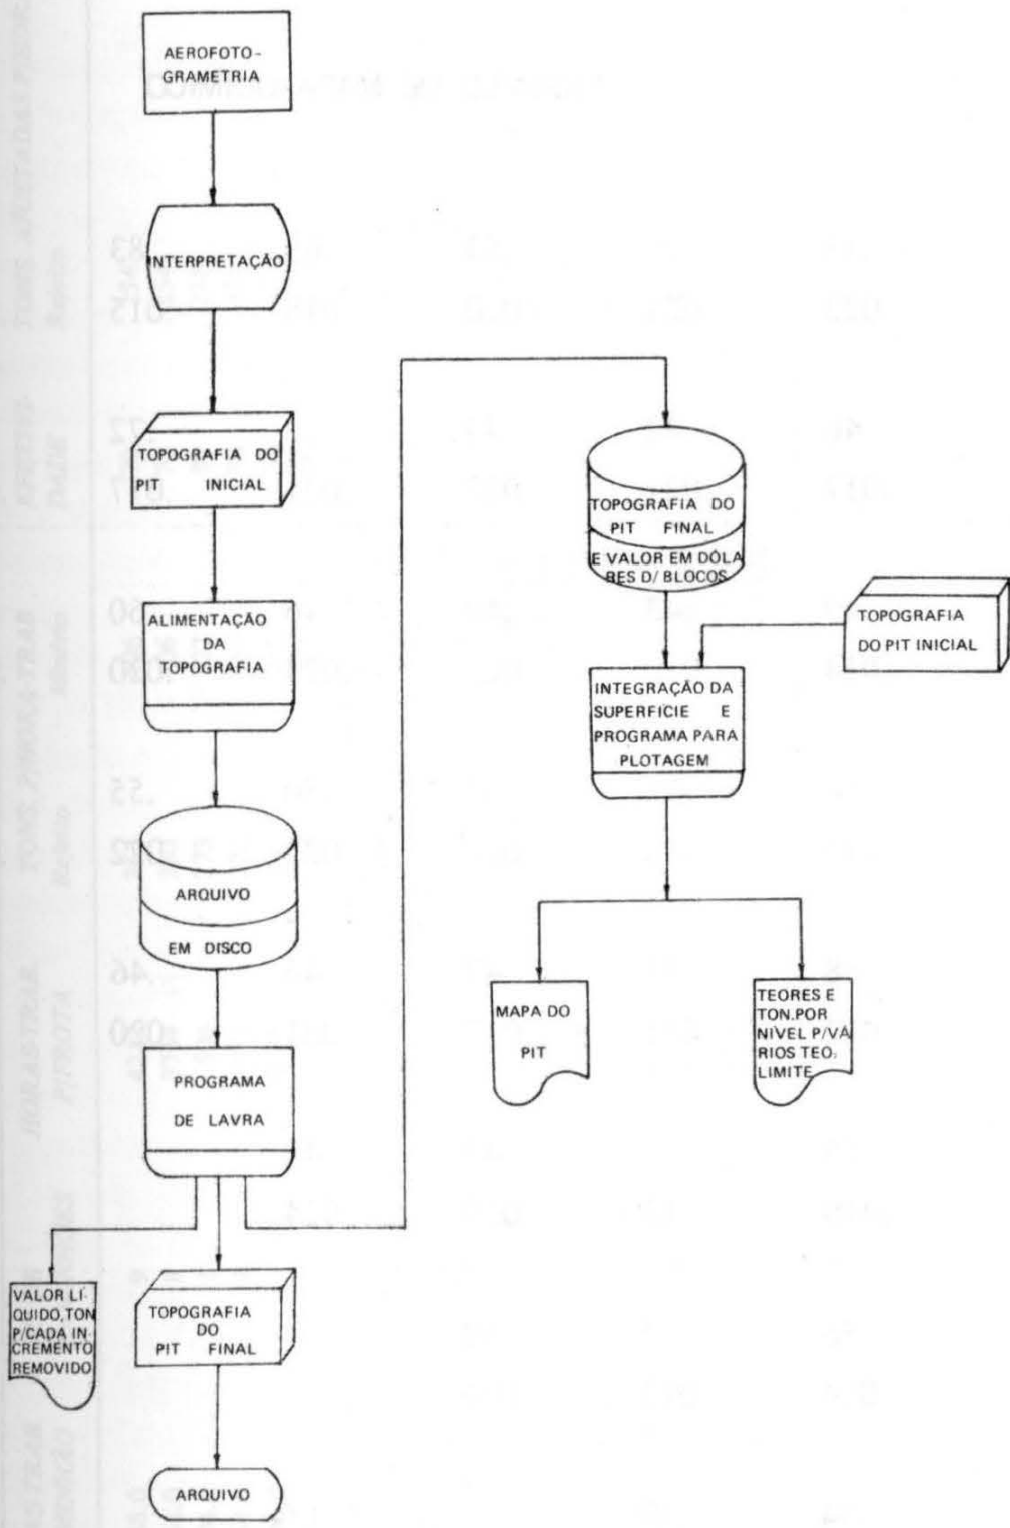 AEROFOTO-
GRAMETRIA
INTERPRETAÇÃO
TOPOGRAFIA DO
PIT INICIAL
ALIMENTAÇÃO
DA
TOPOGRAFIA
ARQUIVO
EM DISCO
PROGRAMA
DE LAVRA
VALOR LÍ-
QUIDO,TON
P/CADA IN-
CREMENTO
REMOVIDO
TOPOGRAFIA
DO
PIT FINAL
ARQUIVO
TOPOGRAFIA DO
PIT FINAL
E VALOR EM DÓLA
RES D/ BLOCOS
TOPOGRAFIA
DO PIT INICIAL
INTEGRAÇÃO DA
SUPERFICIE E
PROGRAMA PARA
PLOTAGEM
MAPA DO
PIT
TEORES E
TON.POR
NÍVEL P/VÁ
RIOS TEO.
LIMITE